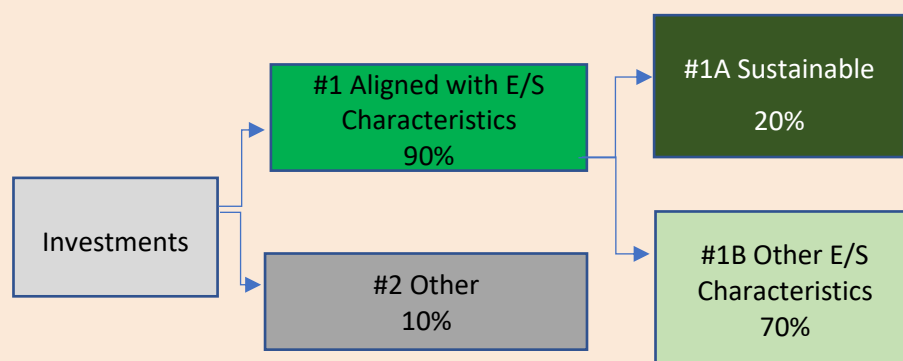 Investments
#1 Aligned with E/S
Characteristics
90%
#2 Other
10%
#1A Sustainable
20%
#1B Other E/S
Characteristics
70%